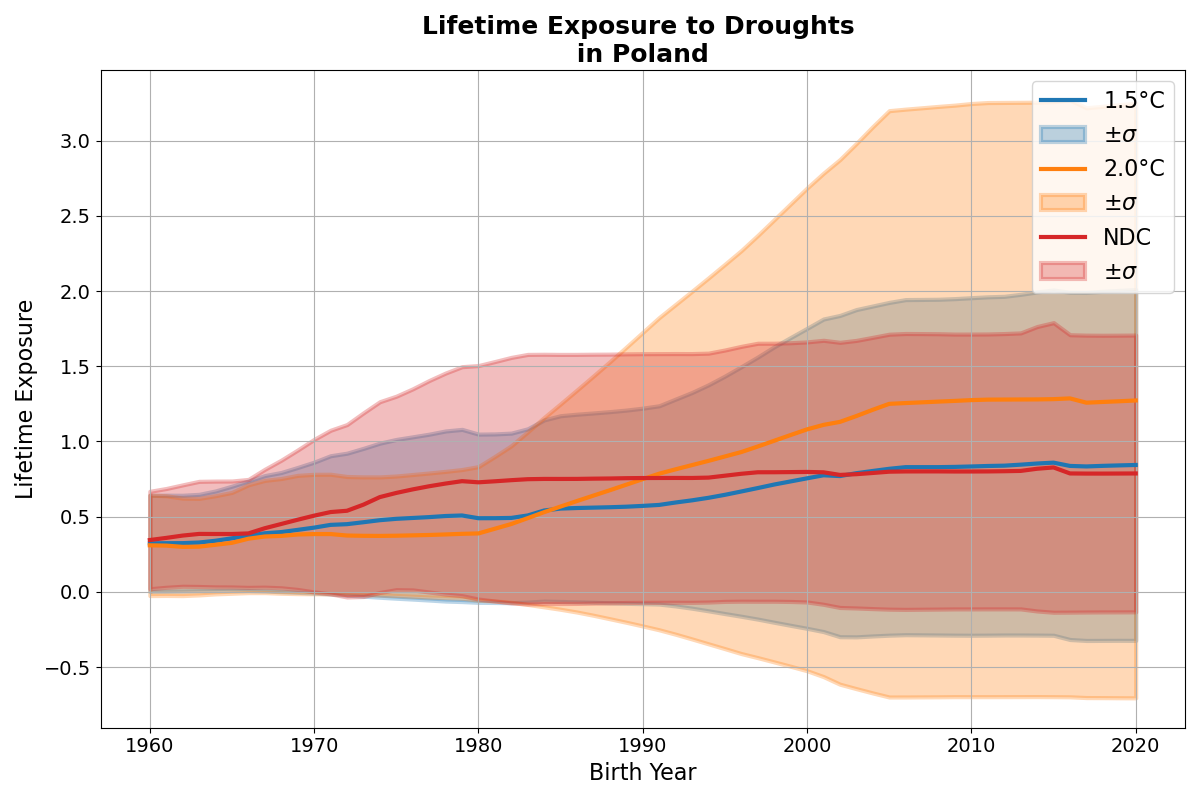 Lifetime Exposure to Droughts
in Poland
1.5°C
±σ
2.0°C
±σ
NDC
±σ
Lifetime Exposure
3.0
2.5
2.0
1.5
1.0
0.5
0.0
−0.5
1960 1970 1980 1990 2000 2010 2020
Birth Year